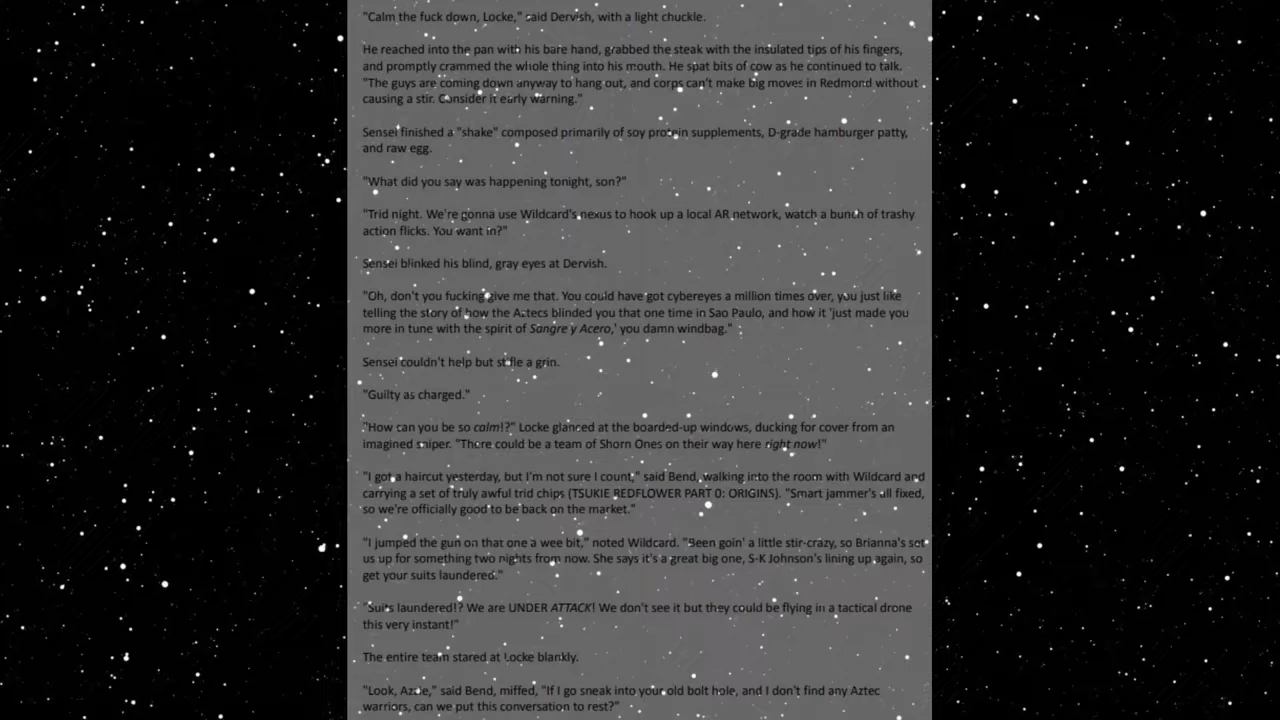 "Calm the fuck down, Locke," said Dervish, with a light chuckle.
He reached into the pan with his bare hand, grabbed the steak with the insulated tips of his fingers,
and promptly crammed the whole thing into his mouth. He spat bits of cow as he continued to talk.
"The guys are coming down anyway to hang out, and corps can't make big moves in Redmond without
causing a stir. Consider it early warning."
Sensei finished a "shake" composed primarily of soy protein supplements, D-grade hamburger patty,
and raw egg.
"What did you say was happening tonight, son?"
"Trid night. We're gonna use Wildcard's nexus to hook up a local AR network, watch a bunch of trashy
action flicks. You want in?"
Sensei blinked his blind, gray eyes at Dervish.
"Oh, don't you fucking give me that. You could have got cybereyes a million times over, you just like
telling the story of how the Aztecs blinded you that one time in Sao Paulo, and how it 'just made you
more in tune with the spirit of Sangre y Acero,' you damn windbag."
Sensei couldn't help but stifle a grin.
"Guilty as charged."
"How can you be so calm!?" Locke glanced at the boarded-up windows, ducking for cover from an
imagined sniper. "There could be a team of Shorn Ones on their way here right now!"
"I got a haircut yesterday, but I'm not sure I count," said Bend, walking into the room with Wildcard and
carrying a set of truly awful trid chips (TSUKIE REDFLOWER PART 0: ORIGINS). "Smart jammer's all fixed,
so we're officially good to be back on the market."
"I jumped the gun on that one a wee bit," noted Wildcard. "Been goin' a little stir-crazy, so Brianna's set
us up for something two nights from now. She says it's a great big one, S-K Johnson's lining up again, so
get your suits laundered."
"Suits laundered!? We are UNDER ATTACK! We don't see it but they could be flying in a tactical drone
this very instant!"
The entire team stared at Locke blankly.
"Look, Azzie," said Bend, miffed, "If I go sneak into your old bolt hole, and I don't find any Aztec
warriors, can we put this conversation to rest?"